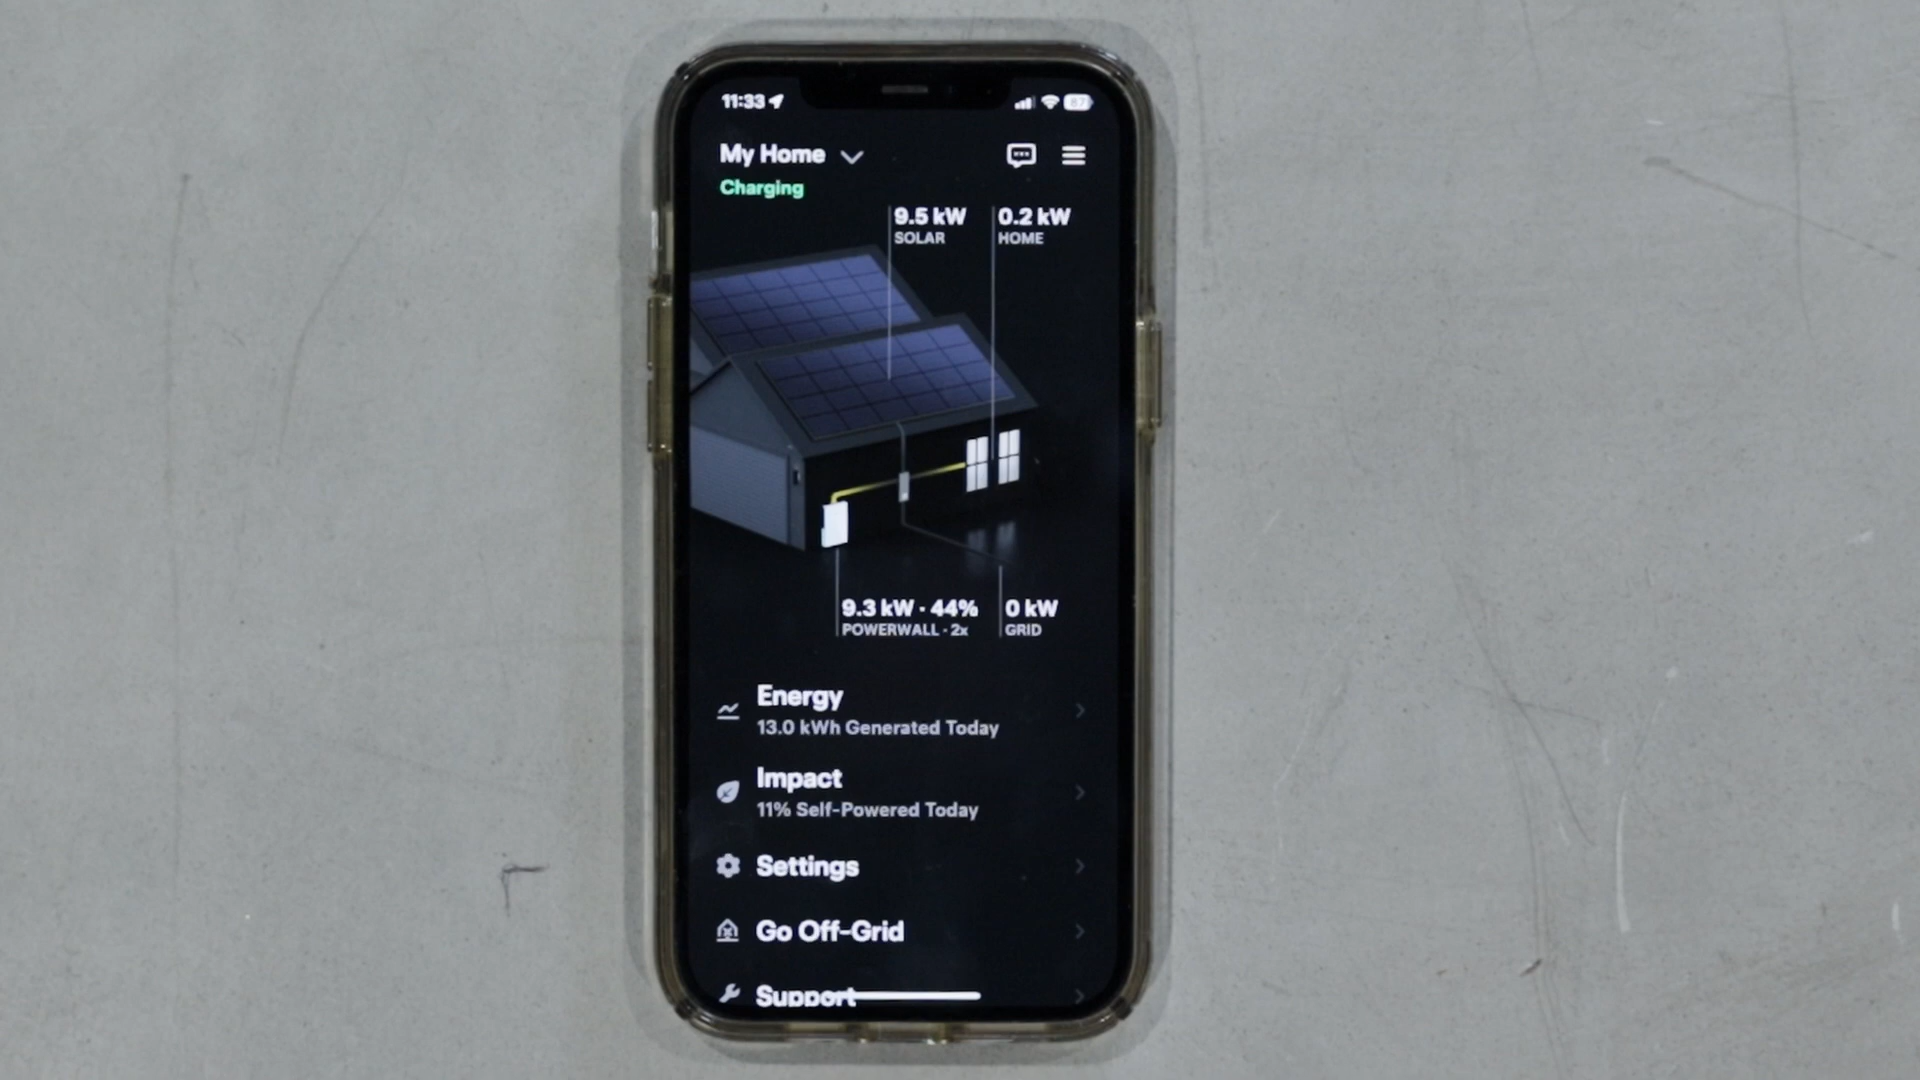 11:33
87
My Home
Charging
9.5 kW
SOLAR
0.2 kW
HOME
9.3 kW · 44%
POWERWALL · 2x
0 kW
GRID
Energy
13.0 kWh Generated Today
Impact
11% Self-Powered Today
Settings
Go Off-Grid
Support